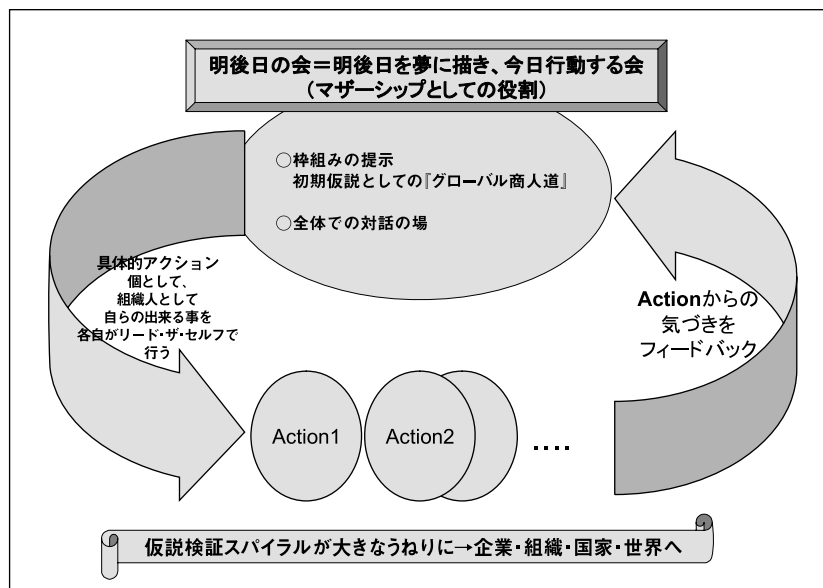 明後日の会＝明後日を夢に描き、今日行動する会
（マザーシップとしての役割）
○枠組みの提示
初期仮説としての『グローバル商人道』
○全体での対話の場
具体的アクション
個として、
組織人として
自らの出来る事を
各自がリード・ザ・セルフで
行う
Actionからの
気づきを
フィードバック
Action1
Action2
....
仮説検証スパイラルが大きなうねりに→企業・組織・国家・世界へ